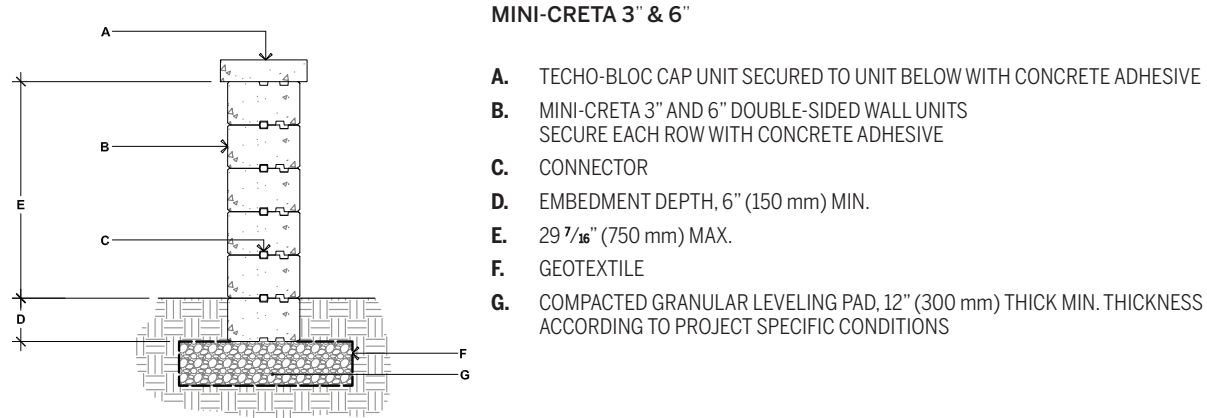 MINI-CRETA 3" & 6"
A. TECHO-BLOC CAP UNIT SECURED TO UNIT BELOW WITH CONCRETE ADHESIVE
B. MINI-CRETA 3” AND 6” DOUBLE-SIDED WALL UNITS
SECURE EACH ROW WITH CONCRETE ADHESIVE
C. CONNECTOR
D. EMBEDMENT DEPTH, 6” (150 mm) MIN.
E. 29 7/16” (750 mm) MAX.
F. GEOTEXTILE
G. COMPACTED GRANULAR LEVELING PAD, 12” (300 mm) THICK MIN. THICKNESS
ACCORDING TO PROJECT SPECIFIC CONDITIONS
A
B
E
C
D
F
G